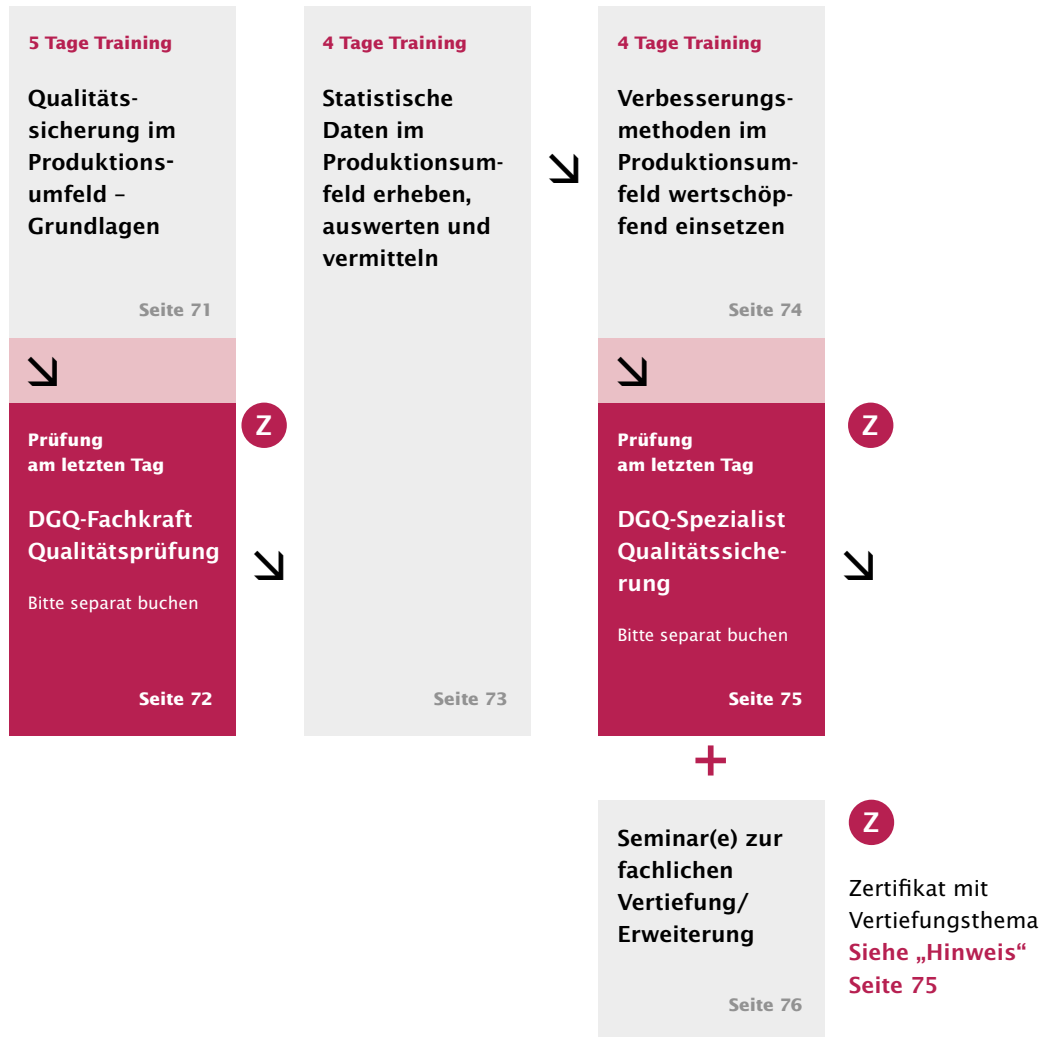 5 Tage Training
Qualitäts-
sicherung im
Produktions-
umfeld –
Grundlagen
Seite 71
Prüfung
am letzten Tag
DGQ-Fachkraft
Qualitätsprüfung
Bitte separat buchen
Seite 72
Z
4 Tage Training
Statistische
Daten im
Produktionsum-
feld erheben,
auswerten und
vermitteln
Seite 73
4 Tage Training
Verbesserungs-
methoden im
Produktionsum-
feld wertschöp-
fend einsetzen
Seite 74
Prüfung
am letzten Tag
DGQ-Spezialist
Qualitätssiche-
rung
Bitte separat buchen
Seite 75
Z
+
Seminar(e) zur
fachlichen
Vertiefung/
Erweiterung
Seite 76
Z
Zertifikat mit
Vertiefungsthema
Siehe „Hinweis“
Seite 75